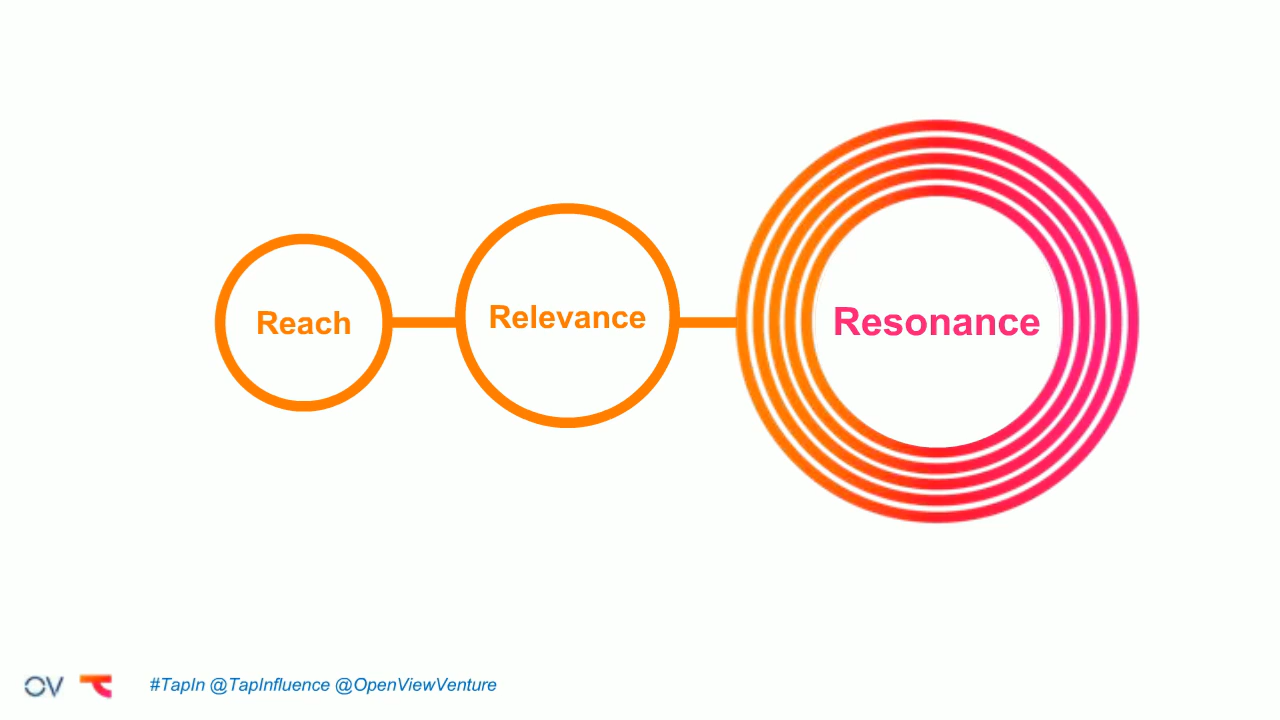 Reach
Relevance
Resonance
OV
#TapIn @TapInfluence @OpenViewVenture